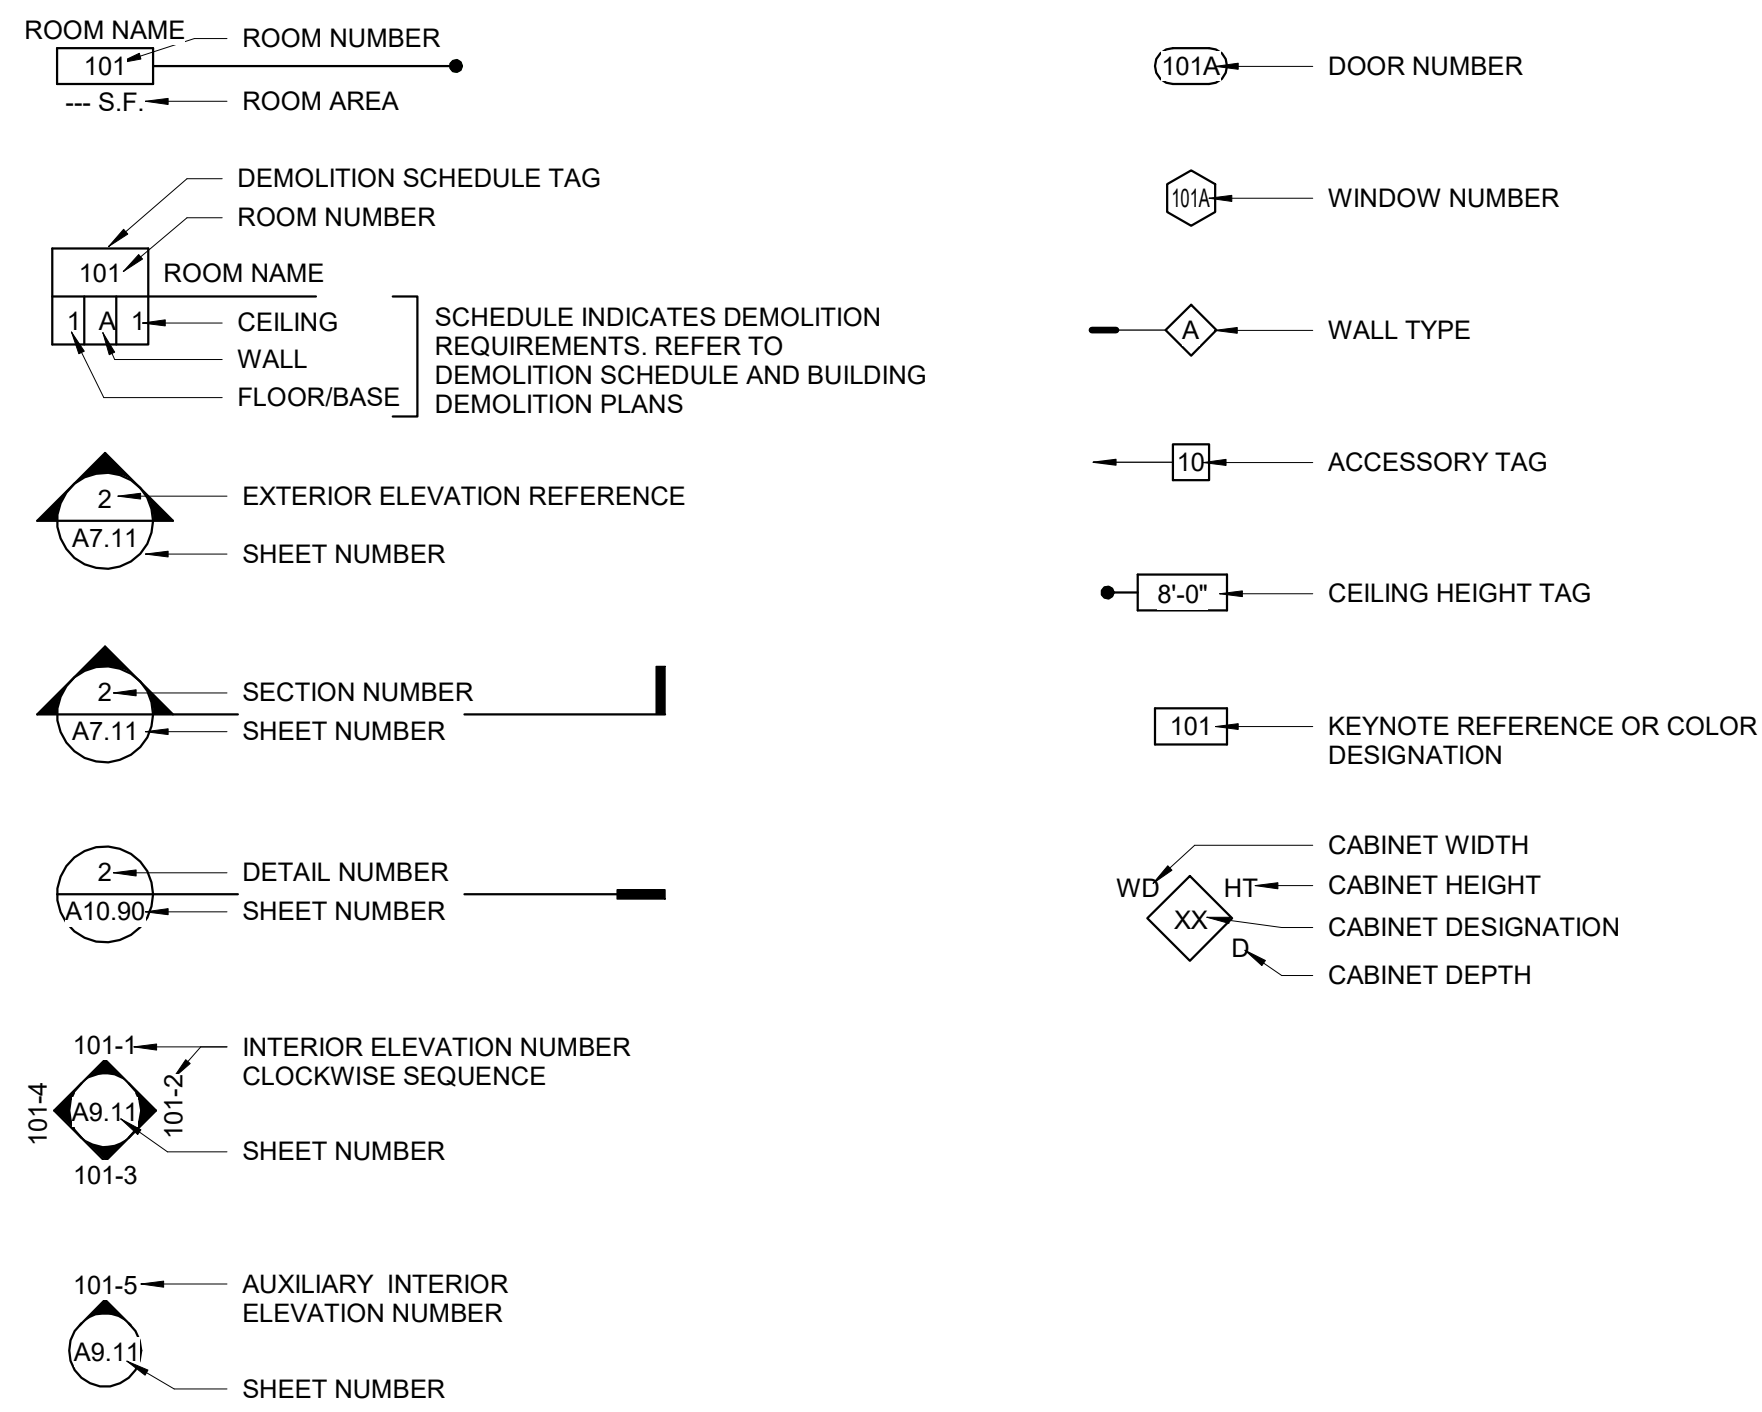 ROOM NAME
ROOM NUMBER
101
--- S.F.
ROOM AREA
DEMOLITION SCHEDULE TAG
ROOM NUMBER
101
ROOM NAME
1
A
1
CEILING
WALL
FLOOR/BASE
SCHEDULE INDICATES DEMOLITION
REQUIREMENTS. REFER TO
DEMOLITION SCHEDULE AND BUILDING
DEMOLITION PLANS
2
EXTERIOR ELEVATION REFERENCE
A7.11
SHEET NUMBER
2
SECTION NUMBER
A7.11
SHEET NUMBER
2
DETAIL NUMBER
A10.90
SHEET NUMBER
101-1
INTERIOR ELEVATION NUMBER
CLOCKWISE SEQUENCE
101-2
101-4
A9.11
SHEET NUMBER
101-3
101-5
AUXILIARY  INTERIOR
ELEVATION NUMBER
A9.11
SHEET NUMBER
101A
DOOR NUMBER
101A
WINDOW NUMBER
A
WALL TYPE
10
ACCESSORY TAG
8'-0"
CEILING HEIGHT TAG
101
KEYNOTE REFERENCE OR COLOR
DESIGNATION
CABINET WIDTH
WD
HT
CABINET HEIGHT
XX
CABINET DESIGNATION
D
CABINET DEPTH